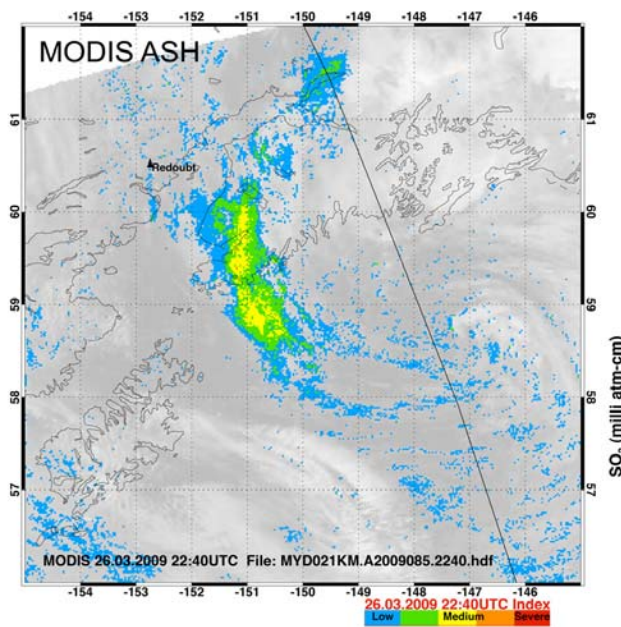 -154 -153 -152 -151 -150 -149 -148 -147 -146
MODIS ASH
61 61
Redoubt
60 60
59 59
58 58
57 57
SO₂ (milli atm-cm)
MODIS 26.03.2009 22:40UTC File: MYD021KM.A2009085.2240.hdf
-154 -153 -152 -151 -150 -149 -148 -147 -146
26.03.2009 22:40UTC Index
Low Medium Severe